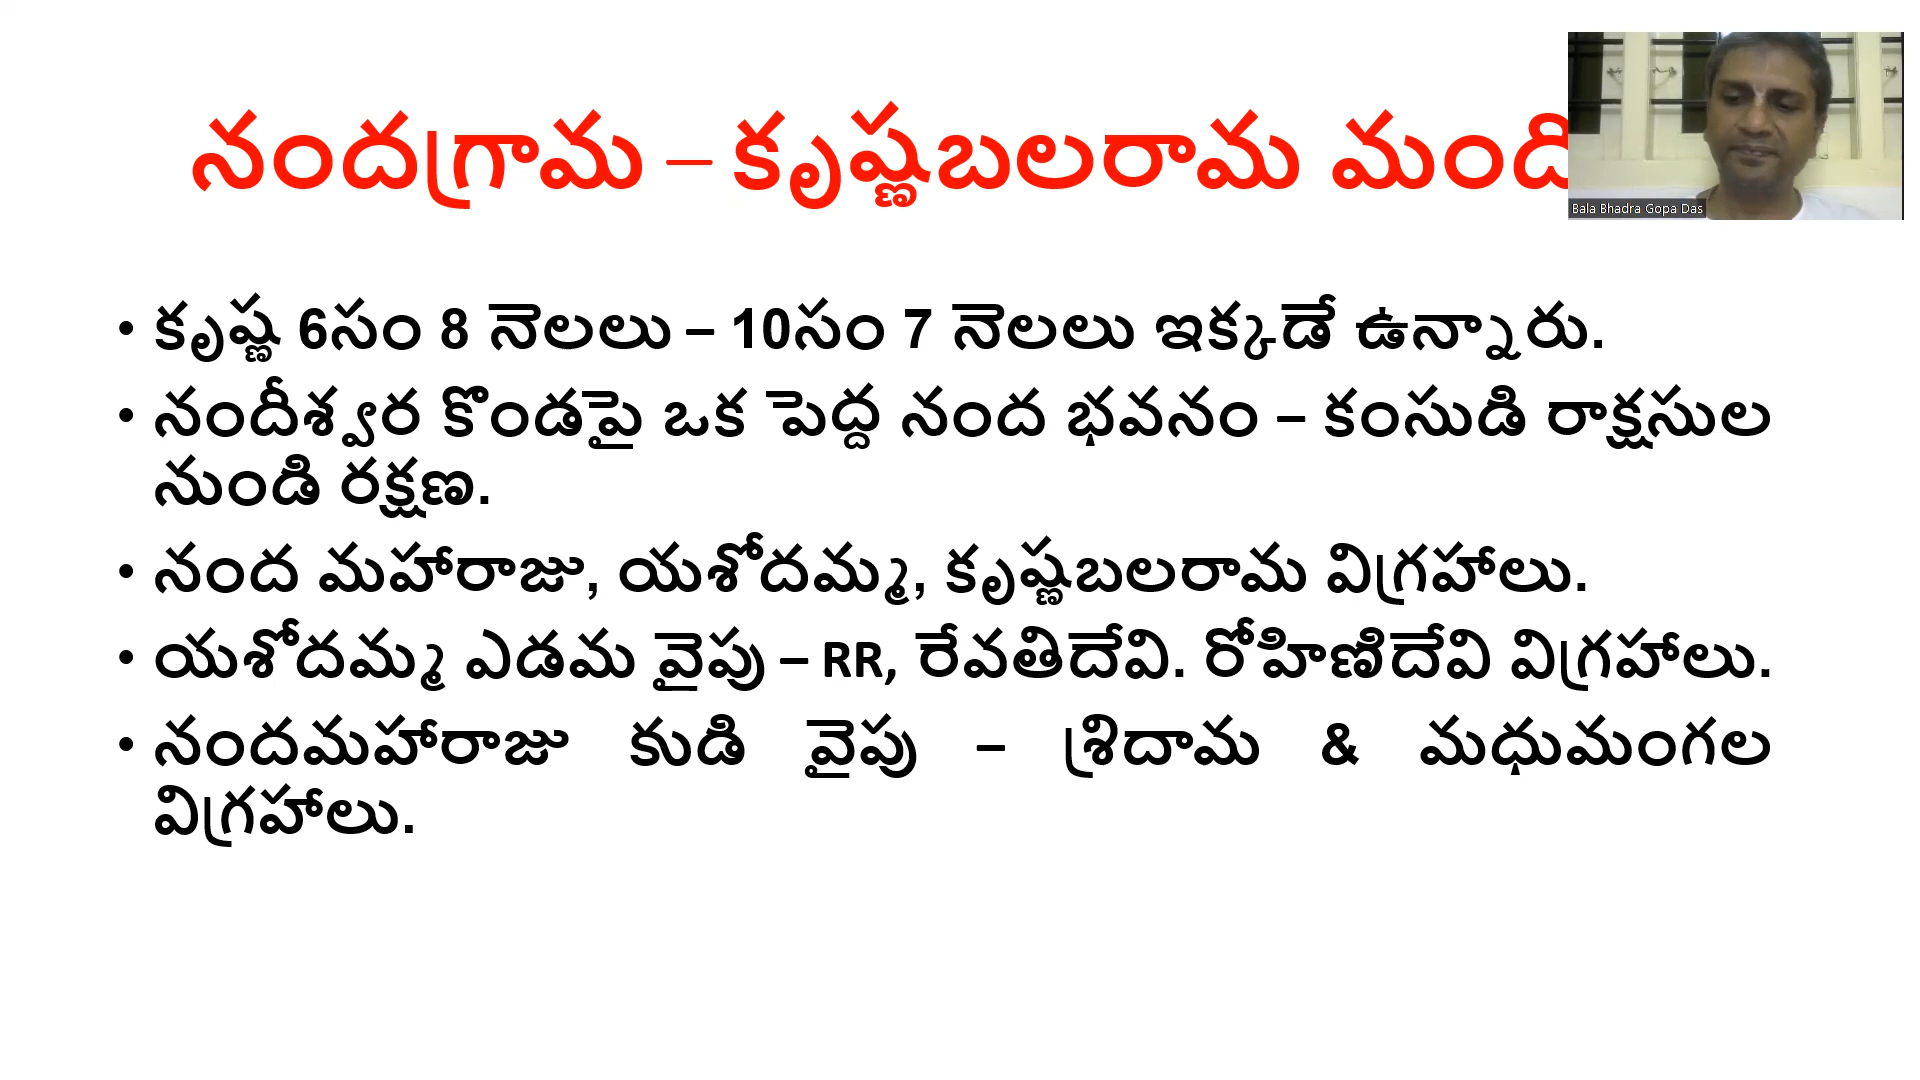 నందగ్రామ – కృష్ణబలరామ
Bala Bhadra Gopa Das
• కృష్ణ 6సం 8 నెలలు – 10సం 7 నెలలు ఇక్కడే ఉన్నారు.
• నందీశ్వర కొండపై ఒక పెద్ద నంద భవనం – కంసుడి రాక్షసుల
నుండి రక్షణ.
• నంద మహారాజు, యశోదమ్మ, కృష్ణబలరామ విగ్రహాలు.
• యశోదమ్మ ఎడమ వైపు – RR, రేవతిదేవి. రోహిణిదేవి విగ్రహాలు.
• నందమహారాజు కుడి వైపు – శ్రిదామ & మధుమంగల
విగ్రహాలు.